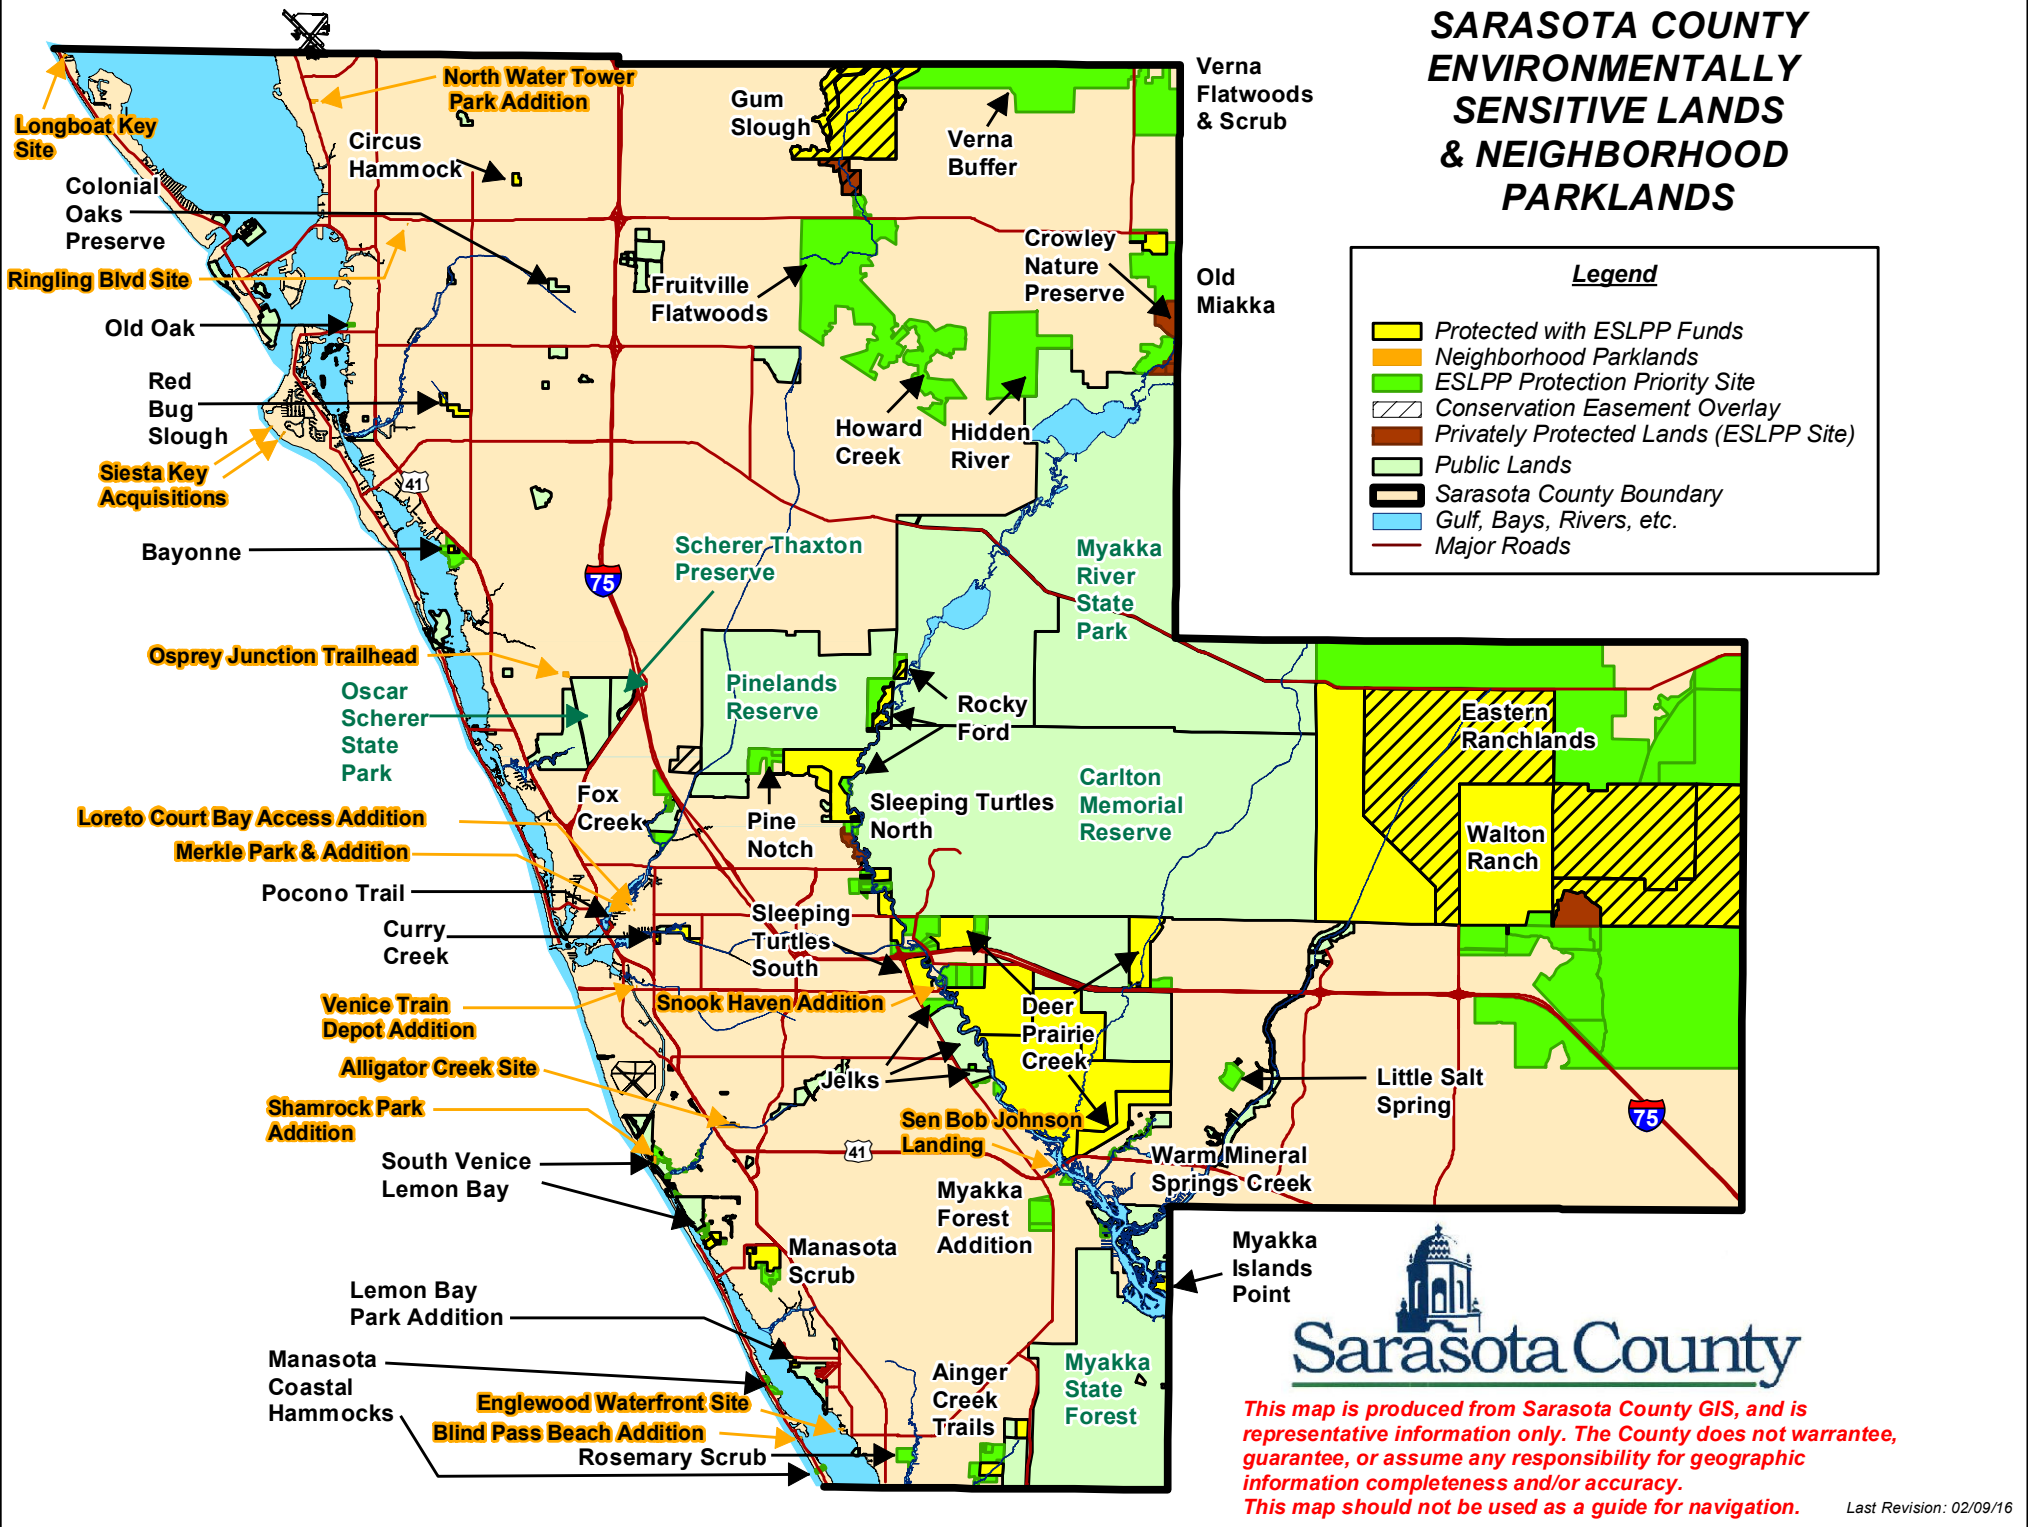 SARASOTA COUNTY
ENVIRONMENTALLY
SENSITIVE LANDS
& NEIGHBORHOOD
PARKLANDS
Legend
Protected with ESLPP Funds
Neighborhood Parklands
ESLPP Protection Priority Site
Conservation Easement Overlay
Privately Protected Lands (ESLPP Site)
Public Lands
Sarasota County Boundary
Gulf, Bays, Rivers, etc.
Major Roads
North Water Tower
Park Addition
Longboat Key
Site
Circus
Hammock
Colonial
Oaks
Preserve
Ringling Blvd Site
Old Oak
Red
Bug
Slough
Siesta Key
Acquisitions
41
Bayonne
Gum
Slough
Verna
Buffer
Verna
Flatwoods
& Scrub
Crowley
Nature
Preserve
Old
Miakka
Fruitville
Flatwoods
Howard
Creek
Hidden
River
Scherer Thaxton
Preserve
75
Myakka
River
State
Park
Osprey Junction Trailhead
Oscar
Scherer
State
Park
Pinelands
Reserve
Rocky
Ford
Eastern
Ranchlands
Fox
Creek
Pine
Notch
Sleeping Turtles
North
Carlton
Memorial
Reserve
Walton
Ranch
Loreto Court Bay Access Addition
Merkle Park & Addition
Pocono Trail
Curry
Creek
Sleeping
Turtles
South
Venice Train
Depot Addition
Snook Haven Addition
Deer
Prairie
Creek
Alligator Creek Site
Jelks
Little Salt
Spring
75
Shamrock Park
Addition
Sen Bob Johnson
Landing
41
South Venice
Lemon Bay
Warm Mineral
Springs Creek
Myakka
Forest
Addition
Manasota
Scrub
Myakka
Islands
Point
Lemon Bay
Park Addition
Manasota
Coastal
Hammocks
Ainger
Creek
Trails
Myakka
State
Forest
Englewood Waterfront Site
Blind Pass Beach Addition
Rosemary Scrub
Sarasota County
This map is produced from Sarasota County GIS, and is
representative information only. The County does not warrantee,
guarantee, or assume any responsibility for geographic
information completeness and/or accuracy.
This map should not be used as a guide for navigation.
Last Revision: 02/09/16